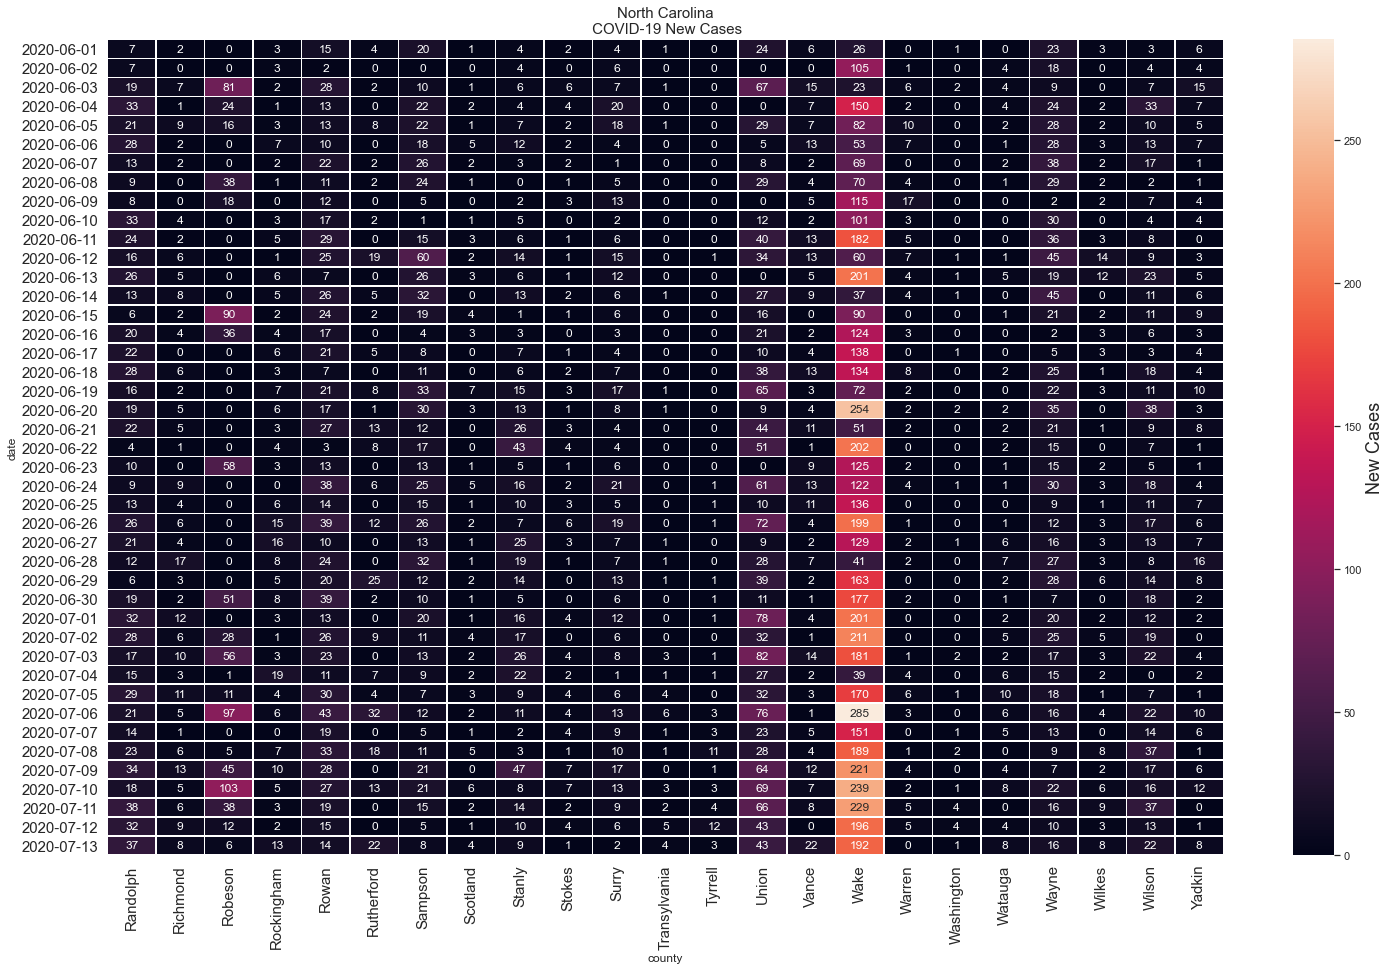 North Carolina
COVID-19 New Cases
2020-06-01 7 2 0 3 15 4 20 1 4 2 4 1 0 24 6 26 0 1 0 23 3 3 6
2020-06-02 7 0 0 3 2 0 0 0 4 0 6 0 0 0 0 105 1 0 4 18 0 4 4
2020-06-03 19 7 81 2 28 2 10 1 6 6 7 1 0 67 15 23 6 2 4 9 0 7 15
2020-06-04 33 1 24 1 13 0 22 2 4 4 20 0 0 0 7 150 2 0 4 24 2 33 7
2020-06-05 21 9 16 3 13 8 22 1 7 2 18 1 0 29 7 82 10 0 2 28 2 10 5
2020-06-06 28 2 0 7 10 0 18 5 12 2 4 0 0 5 13 53 7 0 1 28 3 13 7
2020-06-07 13 2 0 2 22 2 26 2 3 2 1 0 0 8 2 69 0 0 2 38 2 17 1
2020-06-08 9 0 38 1 11 2 24 1 0 1 5 0 0 29 4 70 4 0 1 29 2 2 1
2020-06-09 8 0 18 0 12 0 5 0 2 3 13 0 0 0 5 115 17 0 0 2 2 7 4
2020-06-10 33 4 0 3 17 2 1 1 5 0 2 0 0 12 2 101 3 0 0 30 0 4 4
2020-06-11 24 2 0 5 29 0 15 3 6 1 6 0 0 40 13 182 5 0 0 36 3 8 0
2020-06-12 16 6 0 1 25 19 60 2 14 1 15 0 1 34 13 60 7 1 1 45 14 9 3
2020-06-13 26 5 0 6 7 0 26 3 6 1 12 0 0 0 5 201 4 1 5 19 12 23 5
2020-06-14 13 8 0 5 26 5 32 0 13 2 6 1 0 27 9 37 4 1 0 45 0 11 6
2020-06-15 6 2 90 2 24 2 19 4 1 1 6 0 0 16 0 90 0 0 1 21 2 11 9
2020-06-16 20 4 36 4 17 0 4 3 3 0 3 0 0 21 2 124 3 0 0 2 3 6 3
2020-06-17 22 0 0 6 21 5 8 0 7 1 4 0 0 10 4 138 0 1 0 5 3 3 4
2020-06-18 28 6 0 3 7 0 11 0 6 2 7 0 0 38 13 134 8 0 2 25 1 18 4
2020-06-19 16 2 0 7 21 8 33 7 15 3 17 1 0 65 3 72 2 0 0 22 3 11 10
2020-06-20 19 5 0 6 17 1 30 3 13 1 8 1 0 9 4 254 2 2 2 35 0 38 3
2020-06-21 22 5 0 3 27 13 12 0 26 3 4 0 0 44 11 51 2 0 2 21 1 9 8
2020-06-22 4 1 0 4 3 8 17 0 43 4 4 0 0 51 1 202 0 0 2 15 0 7 1
2020-06-23 10 0 58 3 13 0 13 1 5 1 6 0 0 0 9 125 2 0 1 15 2 5 1
2020-06-24 9 9 0 0 38 6 25 5 16 2 21 0 1 61 13 122 4 1 1 30 3 18 4
2020-06-25 13 4 0 6 14 0 15 1 10 3 5 0 1 10 11 136 0 0 0 9 1 11 7
2020-06-26 26 6 0 15 39 12 26 2 7 6 19 0 1 72 4 199 1 0 1 12 3 17 6
2020-06-27 21 4 0 16 10 0 13 1 25 3 7 1 0 9 2 129 2 1 6 16 3 13 7
2020-06-28 12 17 0 8 24 0 32 1 19 1 7 1 0 28 7 41 2 0 7 27 3 8 16
2020-06-29 6 3 0 5 20 25 12 2 14 0 13 1 1 39 2 163 0 0 2 28 6 14 8
2020-06-30 19 2 51 8 39 2 10 1 5 0 6 0 0 11 1 177 2 0 1 7 0 18 2
2020-07-01 32 12 0 3 13 0 20 1 16 4 12 0 1 78 4 201 0 0 2 20 2 12 2
2020-07-02 28 6 28 1 26 9 11 4 17 0 6 0 0 32 1 211 0 0 5 25 5 19 0
2020-07-03 17 10 56 3 23 0 13 2 26 4 8 3 1 82 14 181 1 2 2 17 3 22 4
2020-07-04 15 3 1 19 11 7 9 2 22 2 1 1 1 27 2 39 4 0 6 15 2 0 2
2020-07-05 29 11 11 4 30 4 7 3 9 4 6 4 0 32 3 170 6 1 10 18 1 7 1
2020-07-06 21 5 97 6 43 32 12 2 11 4 13 6 3 76 1 285 3 0 6 16 4 22 10
2020-07-07 14 1 0 0 19 0 5 1 2 4 9 1 3 23 5 151 0 1 5 13 0 14 6
2020-07-08 23 6 5 7 33 18 11 5 3 1 10 1 11 28 4 189 1 2 0 9 8 37 1
2020-07-09 34 13 45 10 28 0 21 0 47 7 17 0 1 64 12 221 4 0 4 7 2 17 6
2020-07-10 18 5 103 5 27 13 21 6 8 7 13 3 3 69 7 239 2 1 8 22 6 16 12
2020-07-11 38 6 38 3 19 0 15 2 14 2 9 2 4 66 8 229 5 4 0 16 9 37 0
2020-07-12 32 9 12 2 15 0 5 1 10 4 6 5 12 43 0 196 5 4 4 10 3 13 1
2020-07-13 37 8 6 13 14 22 8 4 9 1 2 4 3 43 22 192 0 1 8 16 8 22 8
date
Randolph Richmond Robeson Rockingham Rowan Rutherford Sampson Scotland Stanly Stokes Surry Transylvania Tyrrell Union Vance Wake Warren Washington Watauga Wayne Wilkes Wilson Yadkin
county
250
200
150
100
50
0
New Cases